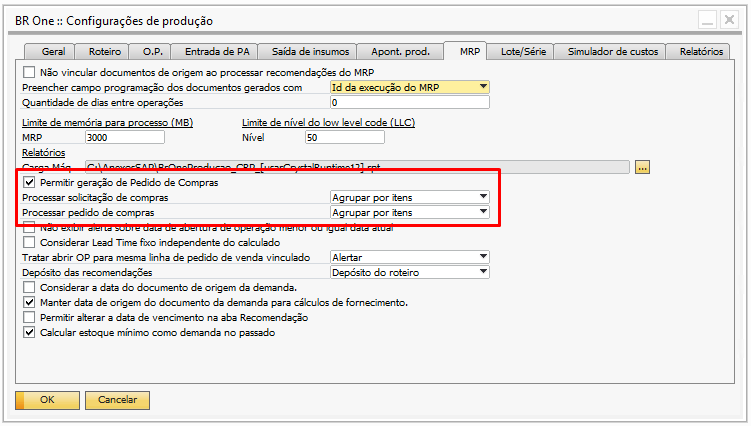 BR One :: Configurações de produção
Geral Roteiro O.P. Entrada de PA Saída de insumos Apont. prod. MRP Lote/Série Simulador de custos Relatórios
Não vincular documentos de origem ao processar recomendações do MRP
Preencher campo programação dos documentos gerados com Id da execução do MRP
Quantidade de dias entre operações 0
Limite de memória para processo (MB) Limite de nível do low level code (LLC)
MRP 3000 Nível 50
Relatórios
Carga Máq. C:\AnexosSAP\BrOneProducao_CRP_[usarCrystalRuntime13].rpt ...
Permitir geração de Pedido de Compras
Processar solicitação de compras Agrupar por itens
Processar pedido de compras Agrupar por itens
Não exibir alerta sobre data de abertura de operação menor ou igual data atual
Considerar Lead Time fixo independente do calculado
Tratar abrir OP para mesma linha de pedido de venda vinculado Alertar
Depósito das recomendações Depósito do roteiro
Considerar a data do documento de origem da demanda.
Manter data de origem do documento da demanda para cálculos de fornecimento.
Permitir alterar a data de vencimento na aba Recomendação
Calcular estoque mínimo como demanda no passado
OK Cancelar